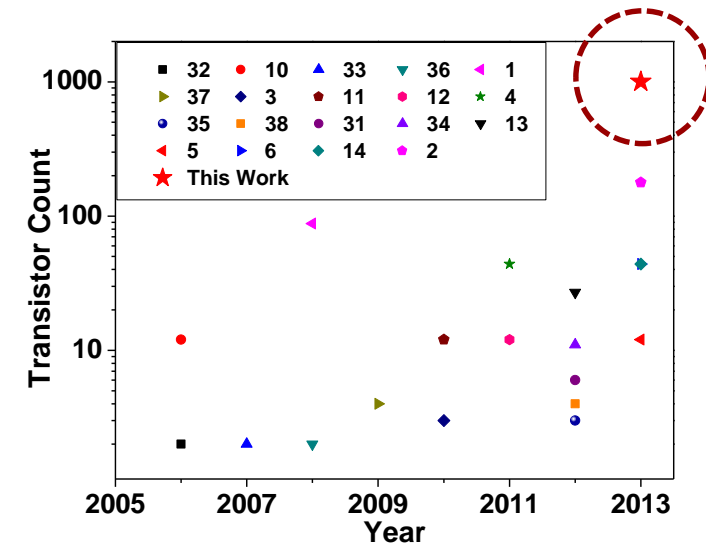 1000
100
10
Transistor Count
32 10 33 36 1
37 3 11 12 4
35 38 31 34 13
5 6 14 2
This Work
2005 2007 2009 2011 2013
Year